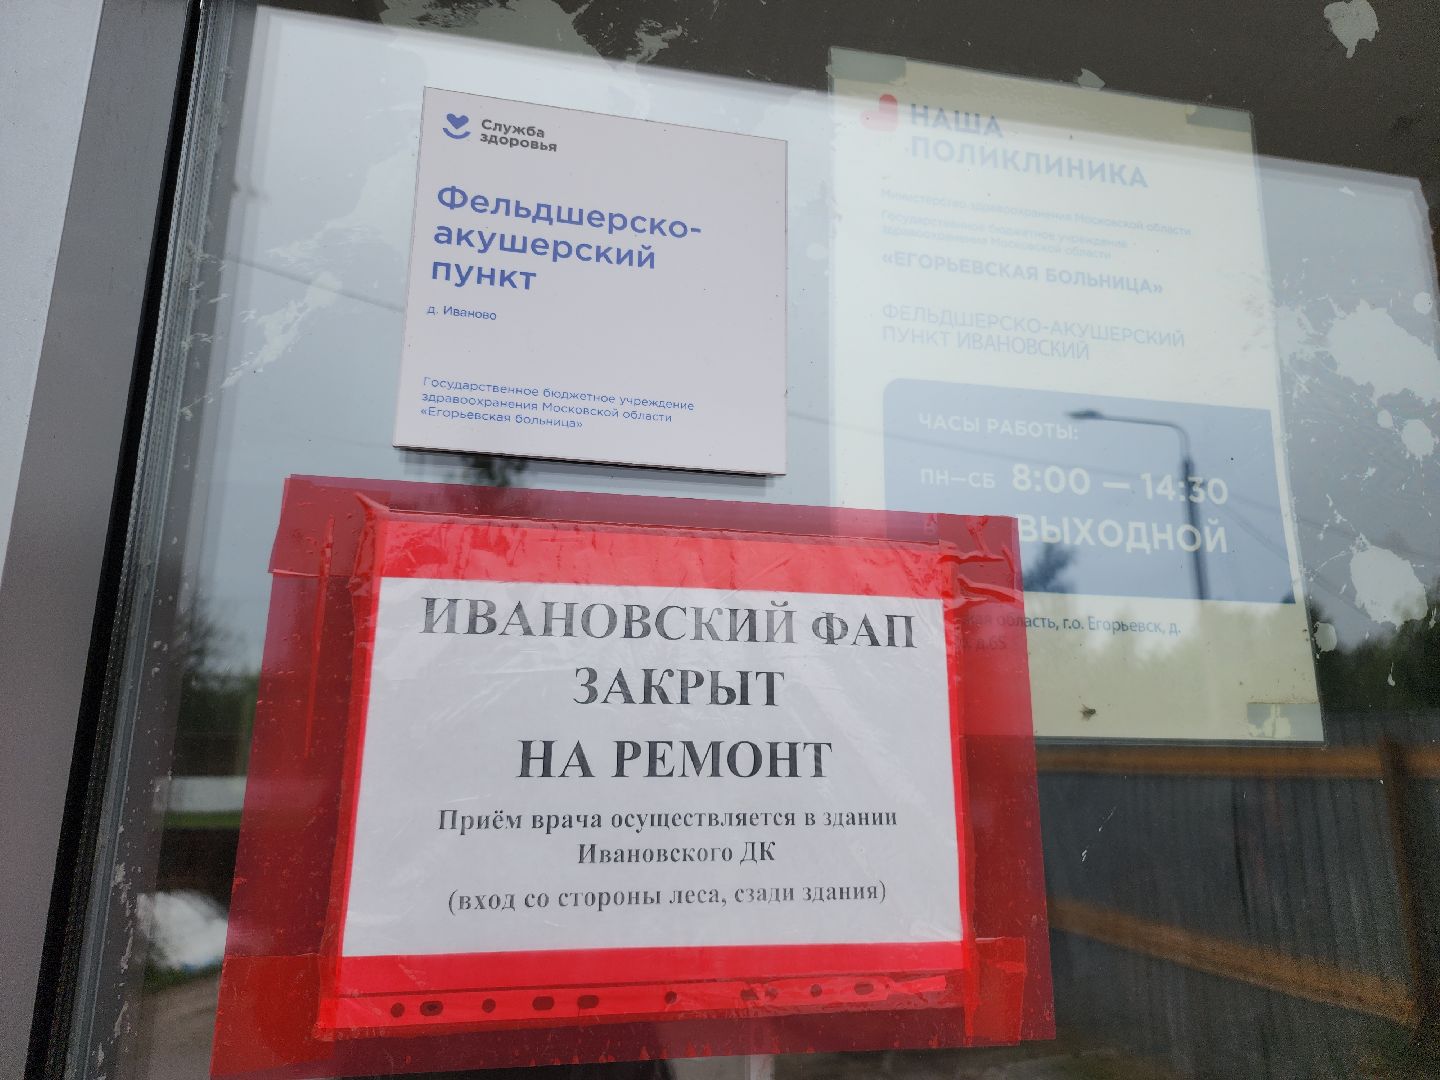 Служба
здоровья
Фельдшерско-
акушерский
пункт
д. Иваново
Государственное бюджетное учреждение
здравоохранения Московской области
«Егорьевская больница»
НАША
ПОЛИКЛИНИКА
Министерство здравоохранения Московской области
Государственное бюджетное учреждение
здравоохранения Московской области
«ЕГОРЬЕВСКАЯ БОЛЬНИЦА»
ФЕЛЬДШЕРСКО-АКУШЕРСКИЙ
ПУНКТ ИВАНОВСКИЙ
ЧАСЫ РАБОТЫ:
ПН—СБ 8:00 — 14:30
ВЫХОДНОЙ
область, г.о. Егорьевск, д.
д.65
ИВАНОВСКИЙ ФАП
ЗАКРЫТ
НА РЕМОНТ
Приём врача осуществляется в здании
Ивановского ДК
(вход со стороны леса, сзади здания)